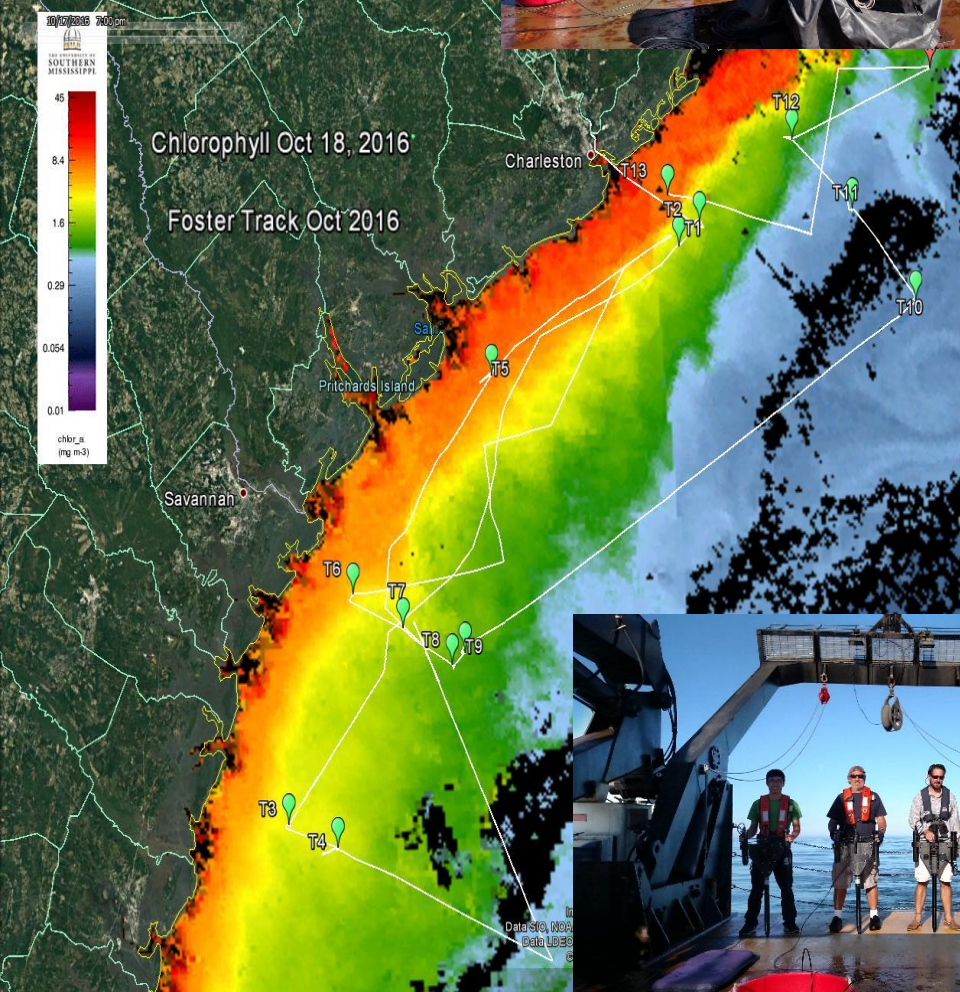 10/17/2016 7:00 pm
THE UNIVERSITY OF
SOUTHERN
MISSISSIPPI
45
8.4
1.6
0.29
0.054
0.01
chlor_a
(mg m-3)
Chlorophyll Oct 18, 2016
Foster Track Oct 2016
Charleston
T12
T13
T11
T2
T1
T10
Sa
T5
Pritchards Island
Savannah
T6
T7
T8
T9
T3
T4
Data SIO, NOA
Data LDEO